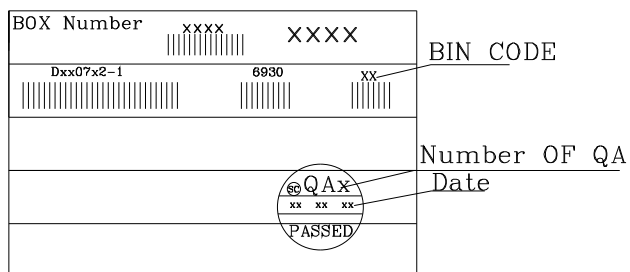 BOX Number xxxx XXXX
BIN CODE
Dxx07x2-1 6930 XX
Number OF QA
SC QAx
Date
xx xx xx
PASSED